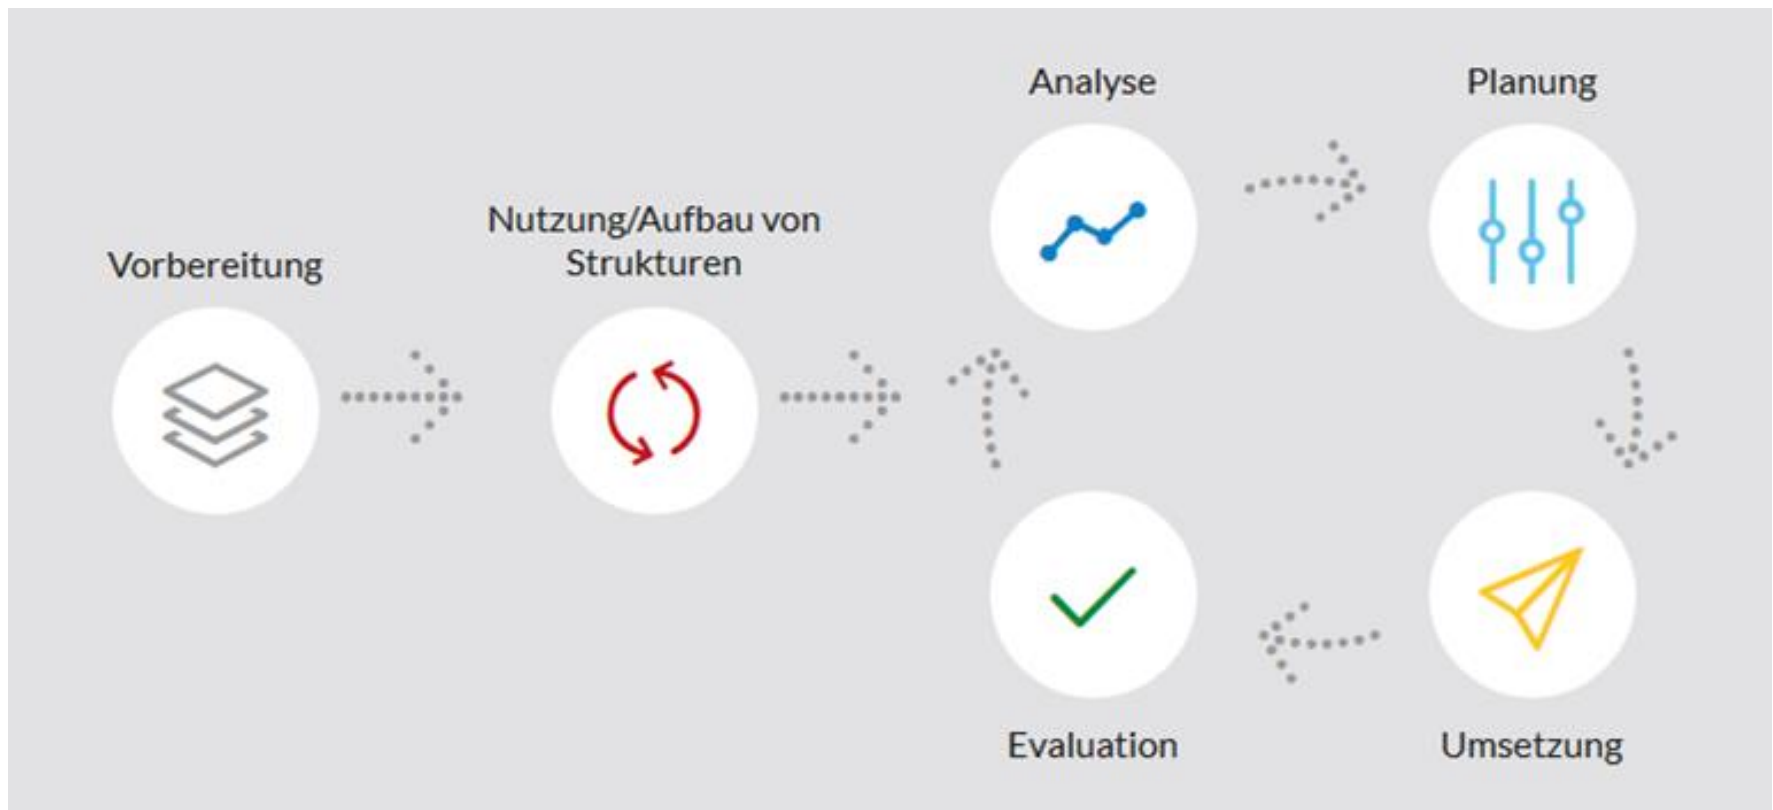 Vorbereitung
Nutzung/Aufbau von
Strukturen
Analyse
Planung
Umsetzung
Evaluation